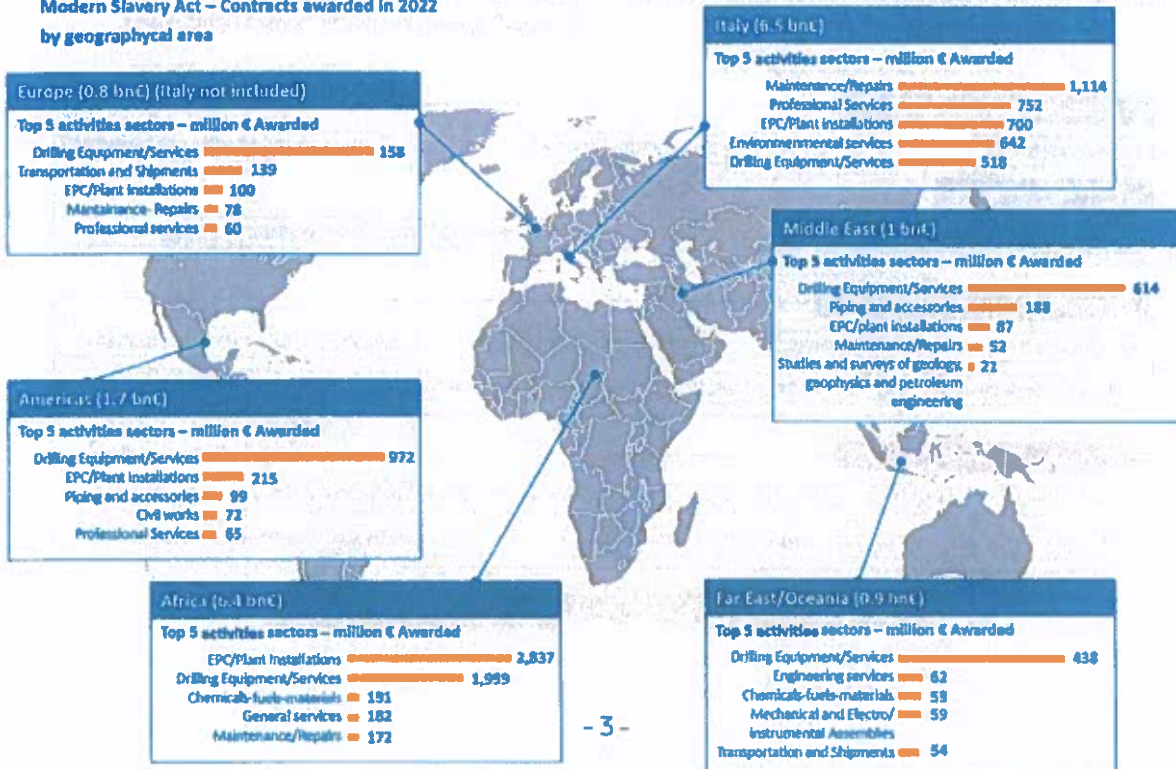 Modern Slavery Act – Contracts awarded in 2022
by geographycal area
Europe (0.8 bn€) (Italy not included)
Top 5 activities sectors – million € Awarded
Drilling Equpment/Services 158
Transportation and Shipments 139
EPC/Plant Installations 100
Mantainance- Repairs 78
Professional services 60
Italy (6.5 bn€)
Top 5 activities sectors – million € Awarded
Maintenance/Repairs 1,114
Professional Services 752
EPC/Plant Installations 700
Environmenmental services 642
Drilling Equipment/Services 518
Middle East (1 bn€)
Top 5 activities sectors – million € Awarded
Drilling Equipment/Services 614
Piping and accessories 188
EPC/plant installations 87
Maintenance/Repairs 52
Studies and surveys of geology,
geophysics and petroleum
engineering
Americas (1.7 bn€)
Top 5 activities sectors – million € Awarded
Drilling Equipment/Services 972
EPC/Plant Installations 215
Piping and accessories 99
Civil works 72
Professional Services 65
Africa (6.4 bn€)
Top 5 activities sectors – million € Awarded
EPC/Plant Installations 2,837
Drilling Equipment/Services 1,999
Chemicals-fuels-materials 191
General services 182
Maintenance/Repairs 172
Far East/Oceania (0.9 bn€)
Top 5 activities sectors – million € Awarded
Drilling Equipment/Services 438
Engineering services 62
Chemicals-fuels-materials 59
Mechanical and Electro/ 59
instrumental Assemblies
Transportation and Shipments 54
- 3 -